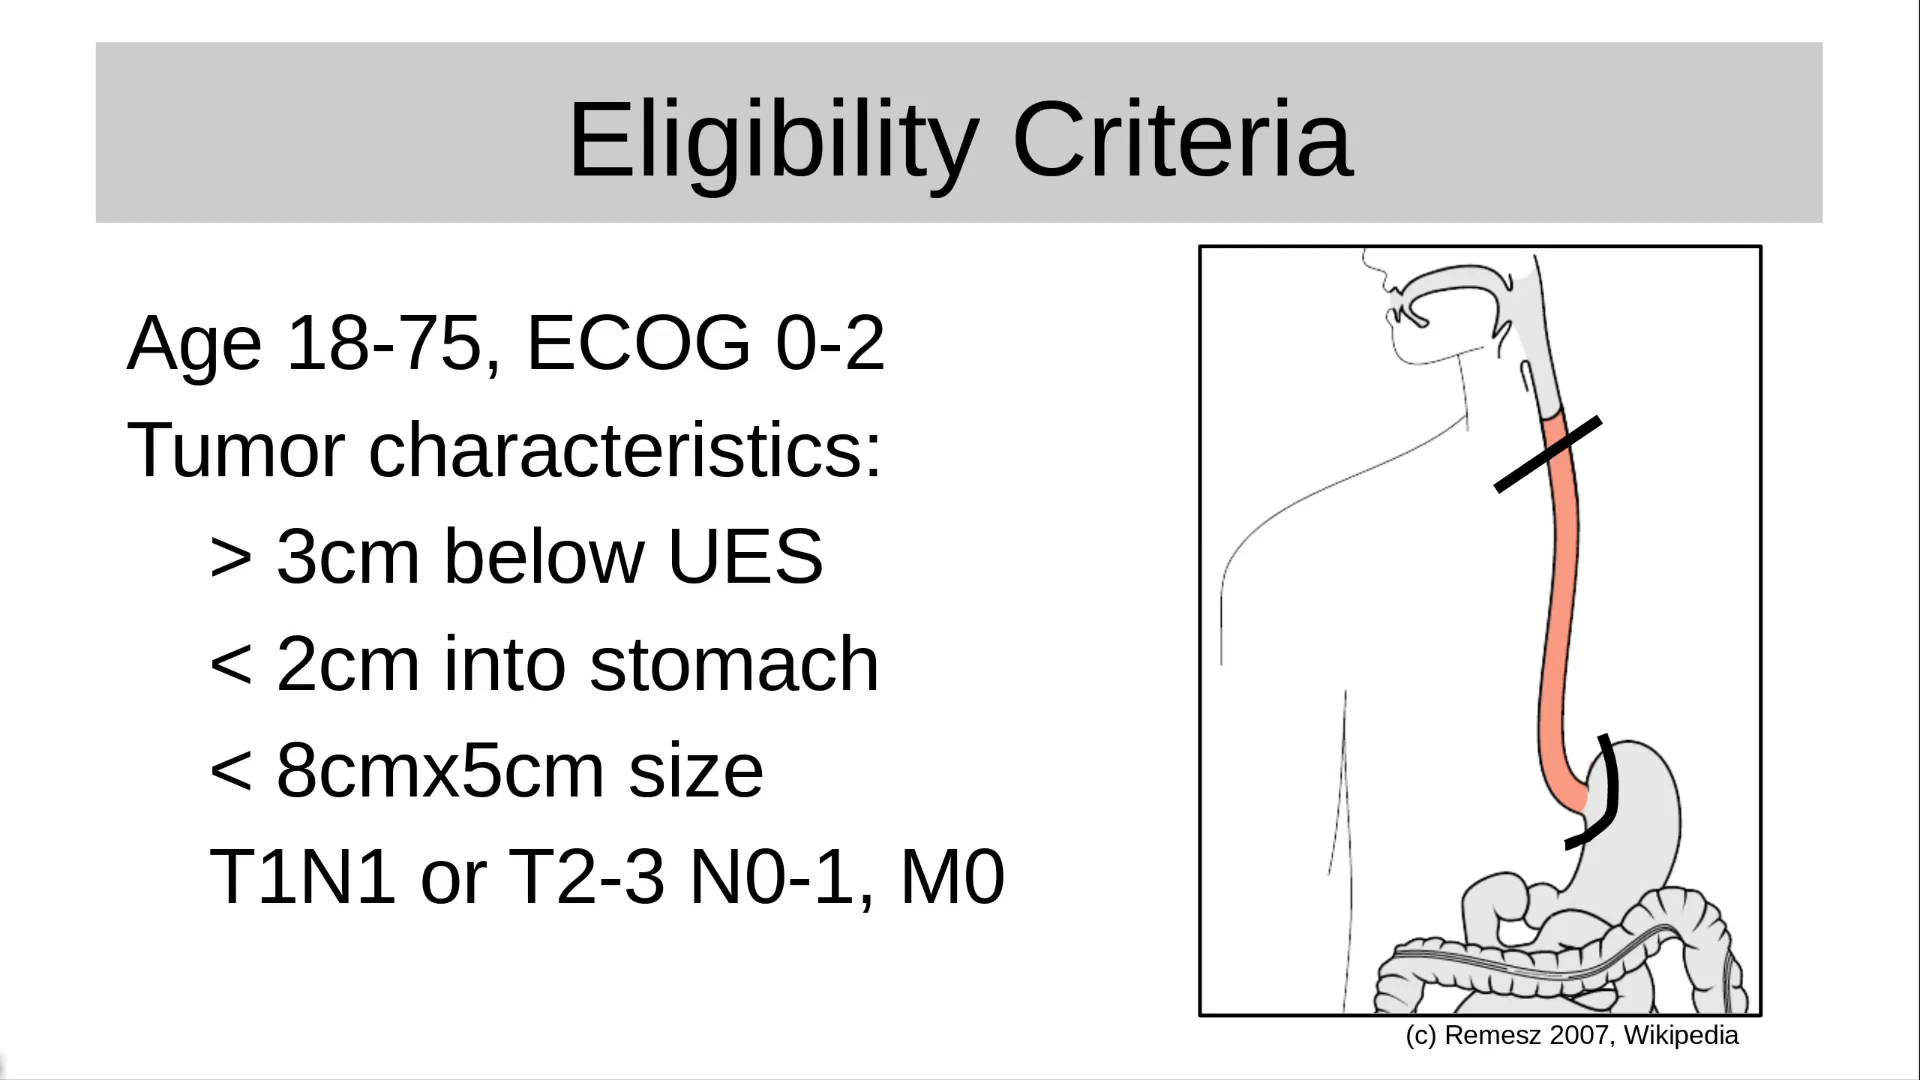 Eligibility Criteria
Age 18-75, ECOG 0-2
Tumor characteristics:
> 3cm below UES
< 2cm into stomach
< 8cmx5cm size
T1N1 or T2-3 N0-1, M0
(c) Remesz 2007, Wikipedia